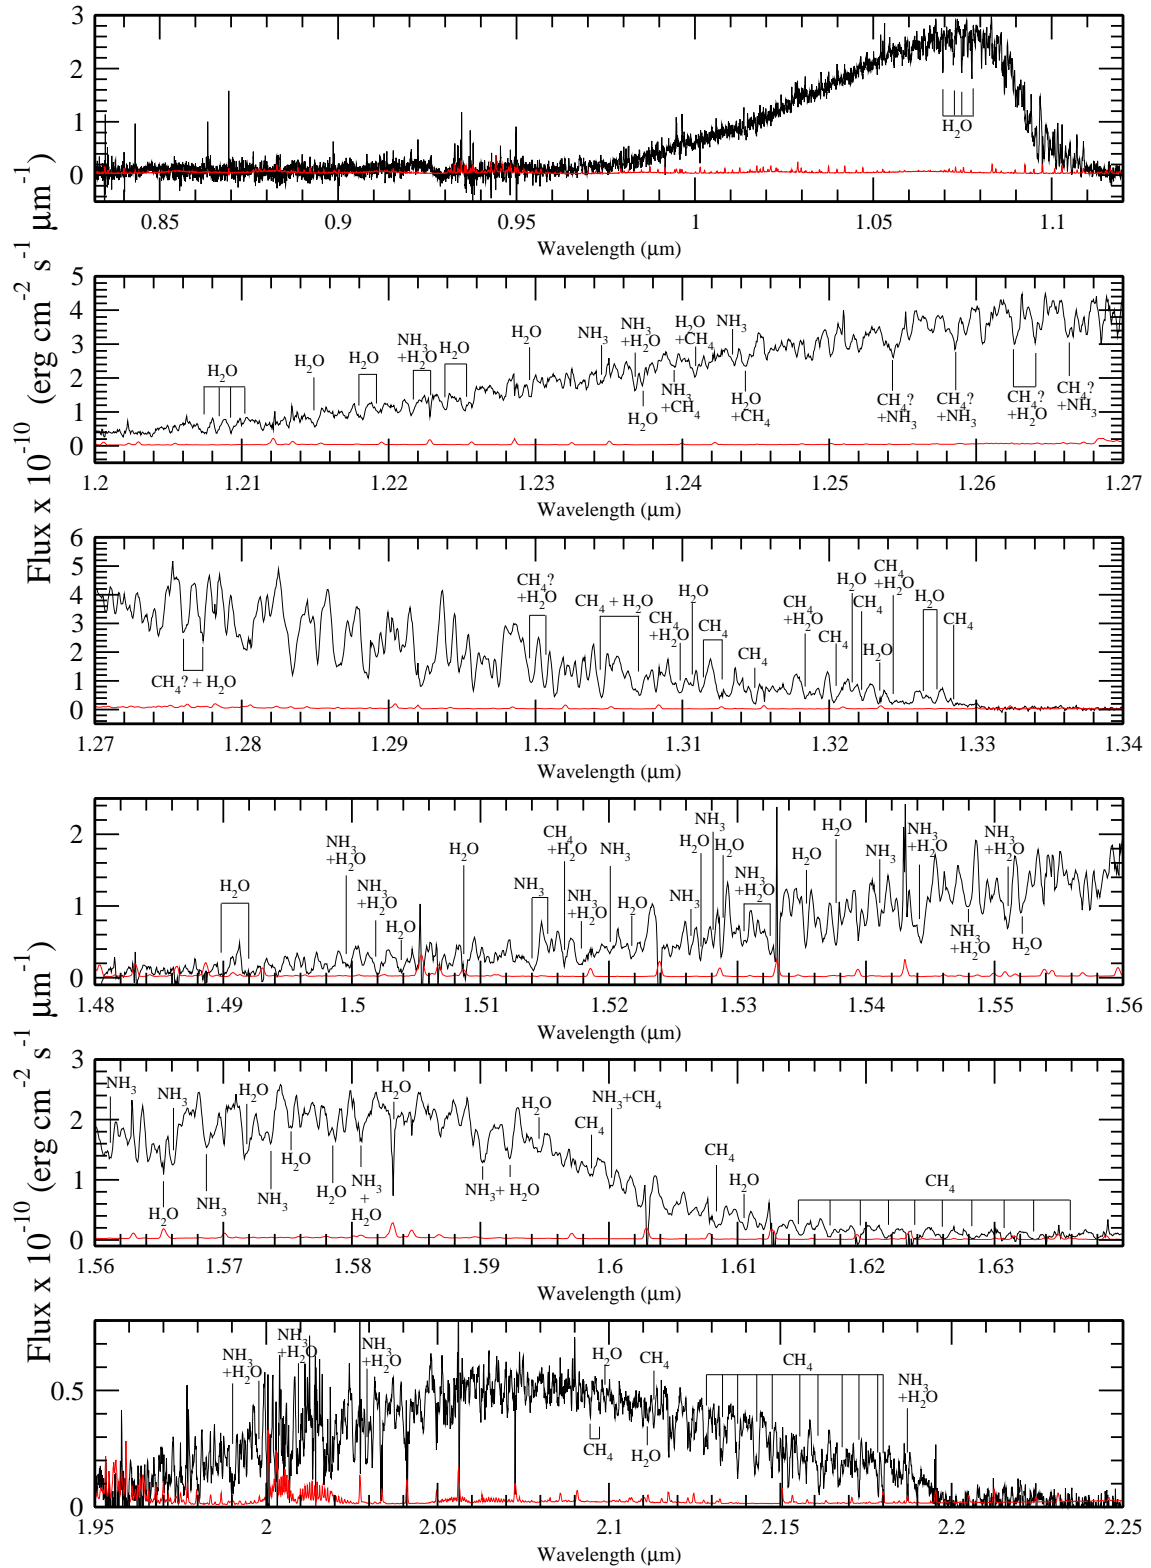 Flux x 10^-10 (erg cm^-2 s^-1 μm^-1)
3
2
1
0
H2O
0.85 0.9 0.95 1 1.05 1.1
Wavelength (μm)
5
4
3
2
1
0
H2O
H2O
H2O
NH3
+H2O
H2O
H2O
NH3
NH3
+H2O
H2O
NH3
+CH4
H2O
+CH4
NH3
H2O
+CH4
CH4?
+NH3
CH4?
+NH3
CH4?
+H2O
CH4?
+NH3
1.2 1.21 1.22 1.23 1.24 1.25 1.26 1.27
Wavelength (μm)
6
5
4
3
2
1
0
CH4? + H2O
CH4?
+H2O
CH4 + H2O
CH4
+H2O
H2O
CH4
CH4
CH4
+H2O
CH4
H2O
CH4
H2O
CH4
+H2O
H2O
CH4
1.27 1.28 1.29 1.3 1.31 1.32 1.33 1.34
Wavelength (μm)
Flux x 10^-10 (erg cm^-2 s^-1 μm^-1)
2
1
0
H2O
NH3
+H2O
NH3
+H2O
H2O
H2O
NH3
CH4
+H2O
NH3
+H2O
NH3
H2O
NH3
H2O
NH3
H2O
NH3
+H2O
H2O
H2O
NH3
NH3
+H2O
NH3
+H2O
NH3
+H2O
H2O
1.48 1.49 1.5 1.51 1.52 1.53 1.54 1.55 1.56
Wavelength (μm)
3
2
1
0
NH3
H2O
NH3
NH3
H2O
NH3
H2O
H2O
NH3
+
H2O
H2O
NH3+ H2O
H2O
CH4
NH3+CH4
CH4
H2O
CH4
1.56 1.57 1.58 1.59 1.6 1.61 1.62 1.63
Wavelength (μm)
0.5
0
NH3
+H2O
NH3
+H2O
NH3
+H2O
CH4
H2O
H2O
CH4
CH4
NH3
+H2O
1.95 2 2.05 2.1 2.15 2.2 2.25
Wavelength (μm)